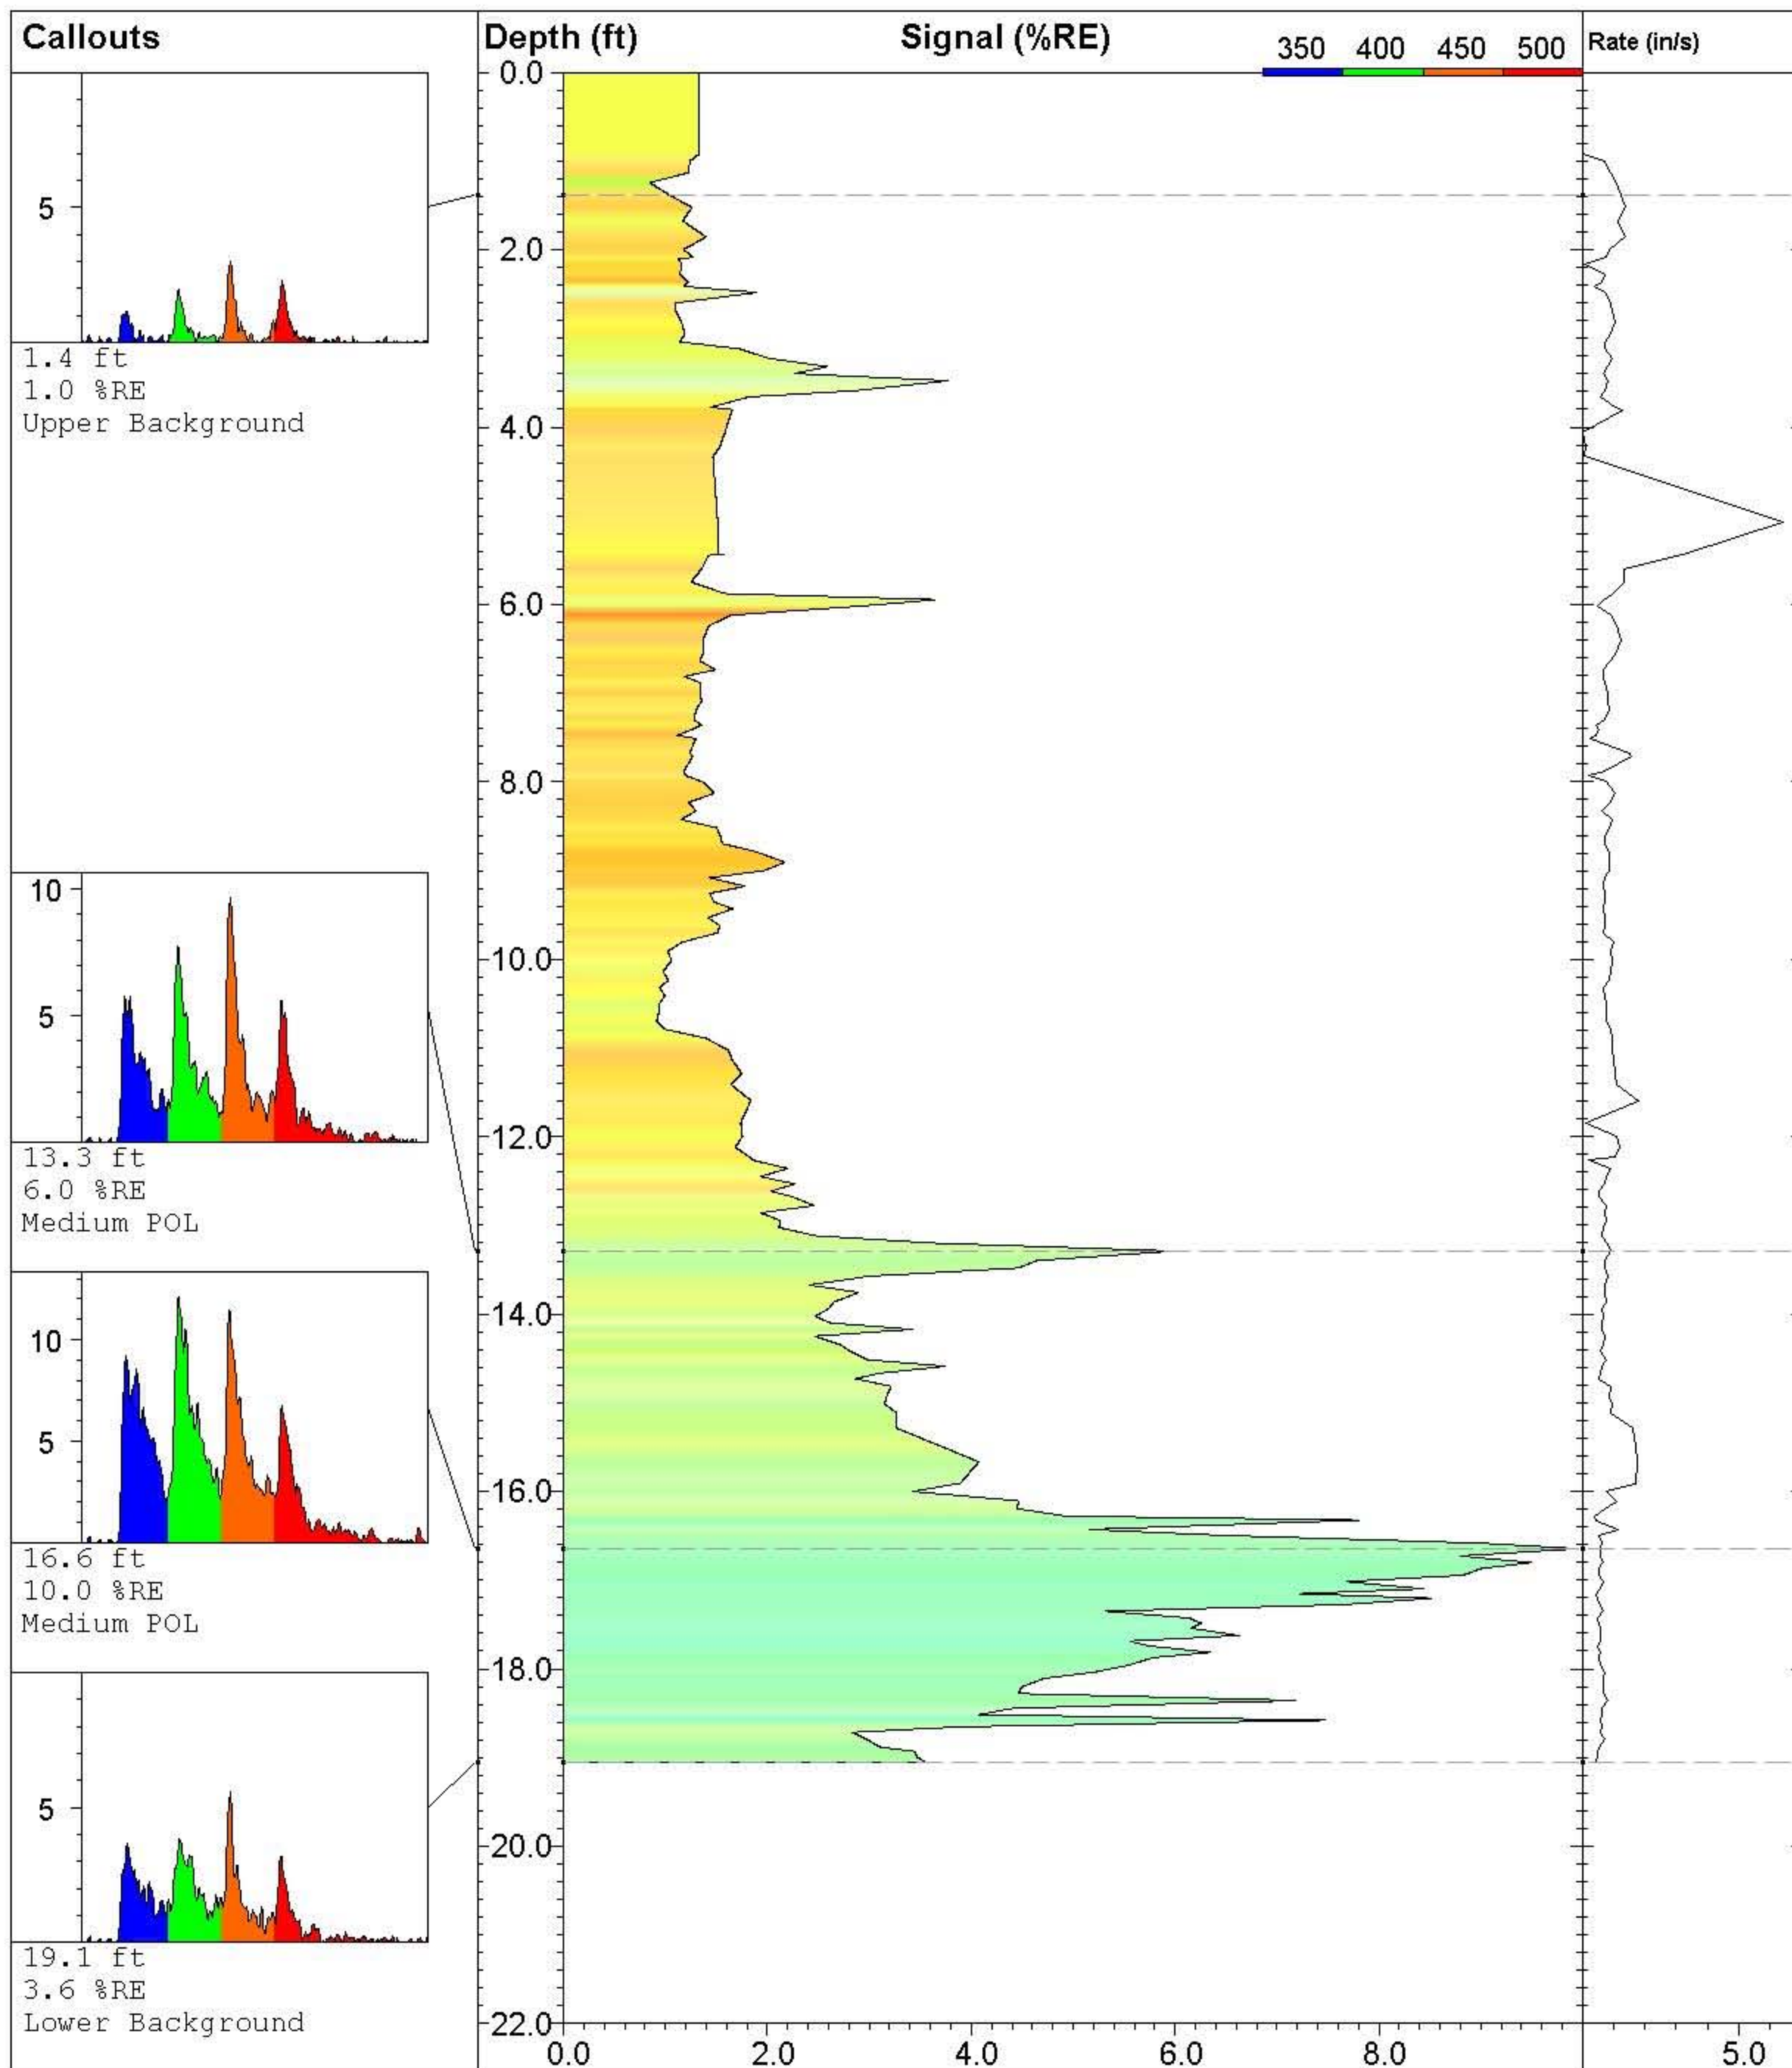 Callouts
Depth (ft)
Signal (%RE)
350 400 450 500
Rate (in/s)
5
1.4 ft
1.0 %RE
Upper Background
10
5
13.3 ft
6.0 %RE
Medium POL
10
5
16.6 ft
10.0 %RE
Medium POL
5
19.1 ft
3.6 %RE
Lower Background
0.0
2.0
4.0
6.0
8.0
10.0
12.0
14.0
16.0
18.0
20.0
22.0
0.0 2.0 4.0 6.0 8.0
5.0